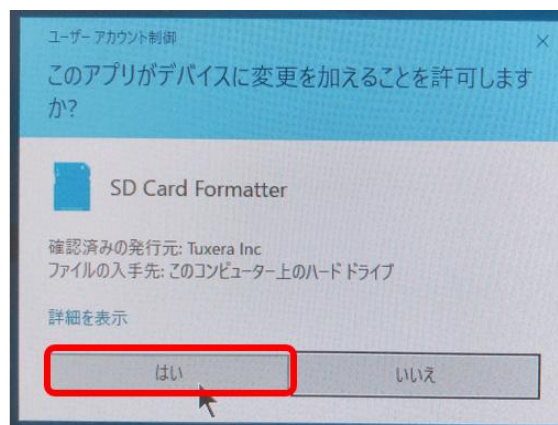 ユーザー アカウント制御
このアプリがデバイスに変更を加えることを許可します
か?
SD Card Formatter
確認済みの発行元: Tuxera Inc
ファイルの入手先: このコンピューター上のハード ドライブ
詳細を表示
はい
いいえ